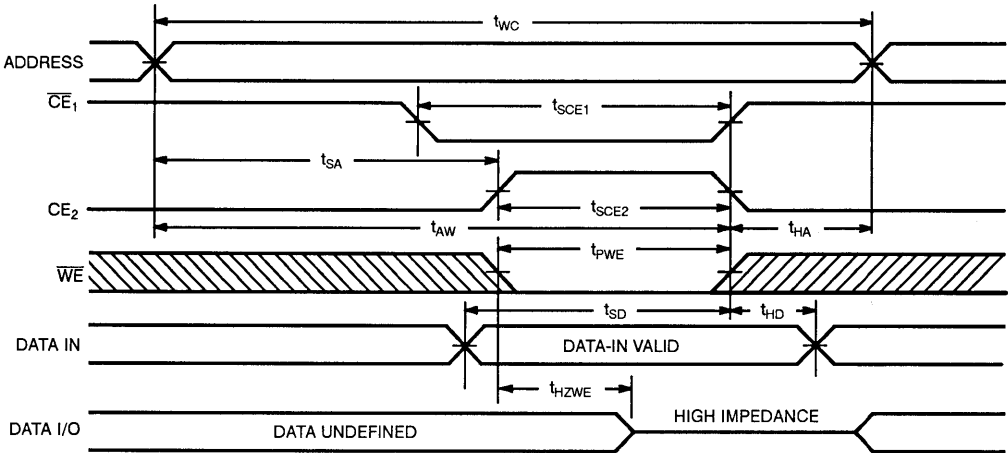 tWC
ADDRESS
CE1
tSCE1
tSA
CE2
tSCE2
tAW
tHA
WE
tPWE
tSD
tHD
DATA IN
DATA-IN VALID
tHZWE
DATA I/O
DATA UNDEFINED
HIGH IMPEDANCE